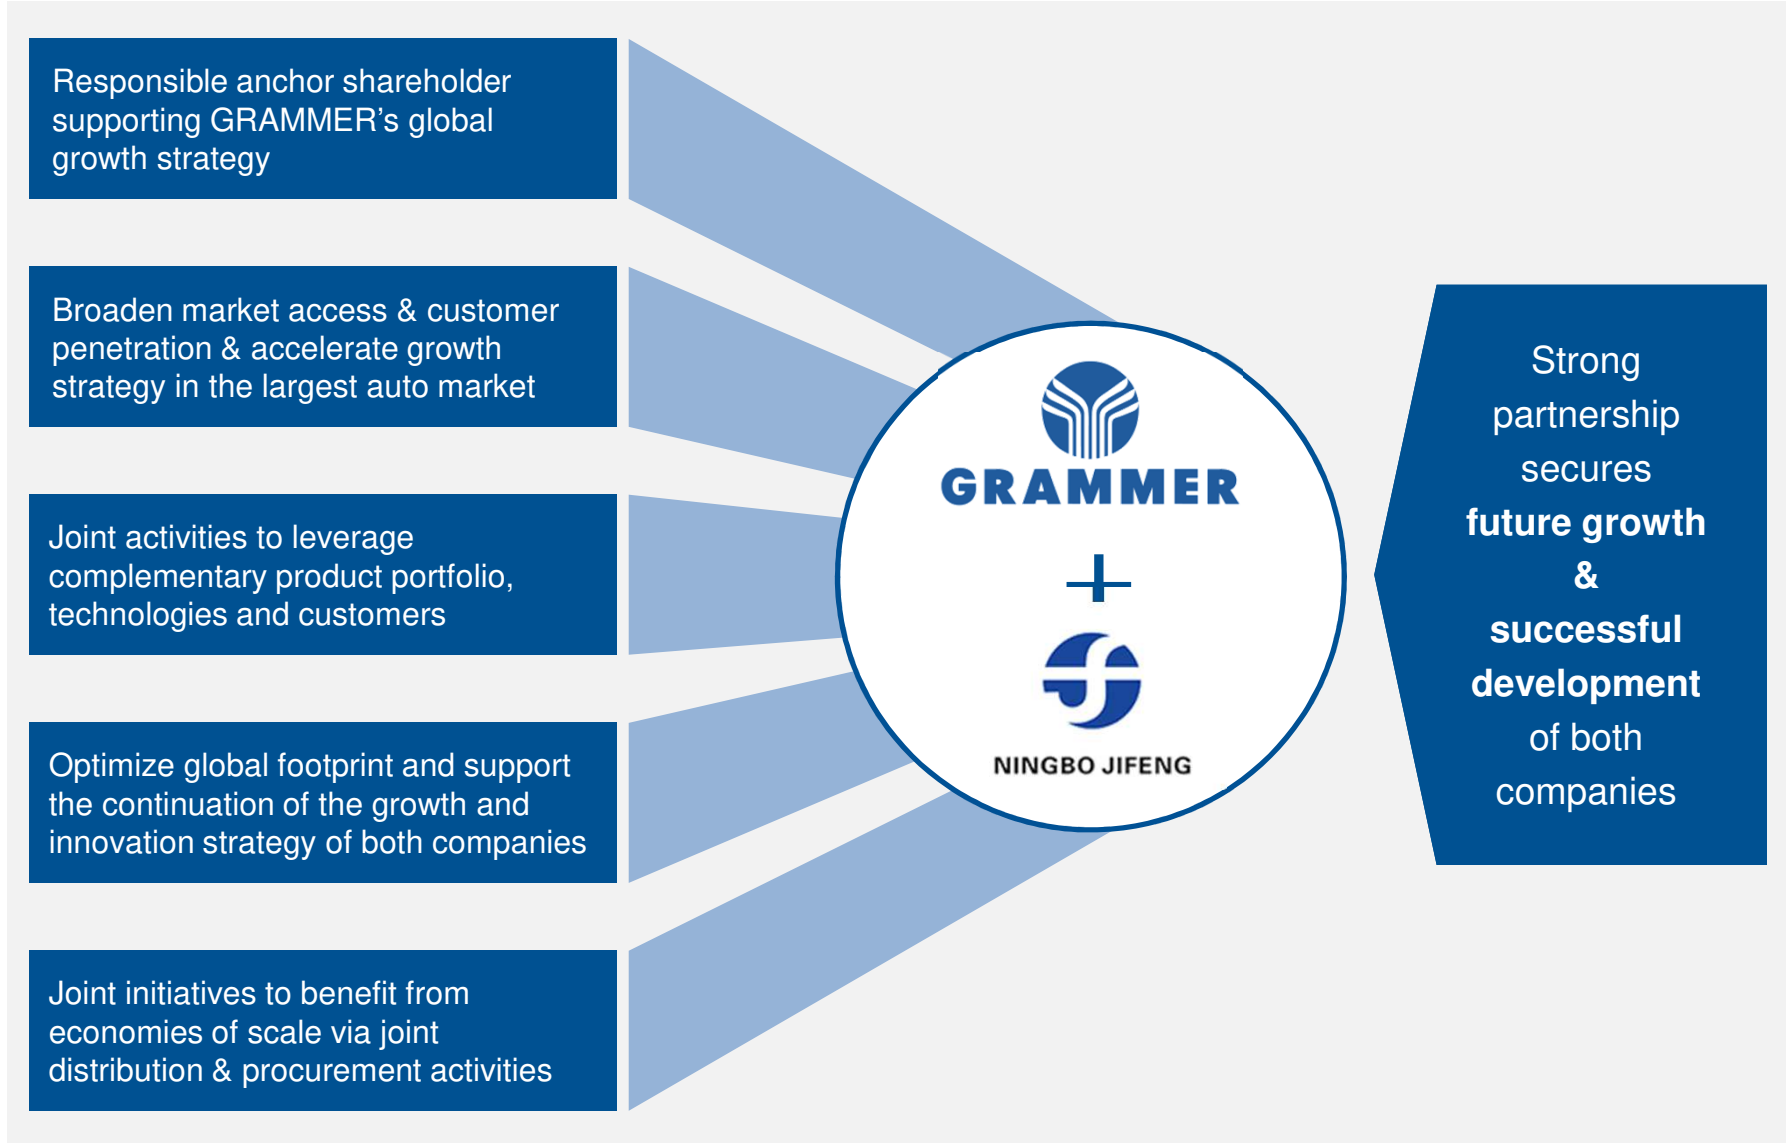 Responsible anchor shareholder
supporting GRAMMER’s global
growth strategy
Broaden market access & customer
penetration & accelerate growth
strategy in the largest auto market
Joint activities to leverage
complementary product portfolio,
technologies and customers
Optimize global footprint and support
the continuation of the growth and
innovation strategy of both companies
Joint initiatives to benefit from
economies of scale via joint
distribution & procurement activities
GRAMMER
+
NINGBO JIFENG
Strong
partnership
secures
future growth
&
successful
development
of both
companies